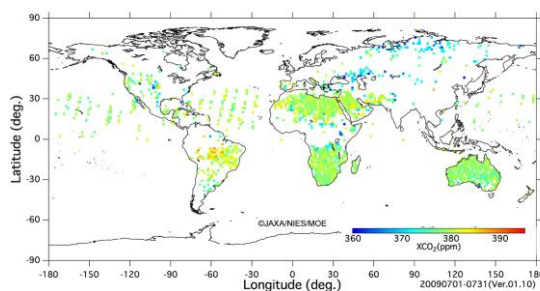 90
60
30
0
-30
-60
-90
Latitude (deg.)
©JAXA/NIES/MOE
XCO2(ppm)
360 370 380 390
-180 -150 -120 -90 -60 -30 0 30 60 90 120 150 180
Longitude (deg.)
20090701-0731(Ver.01.10)